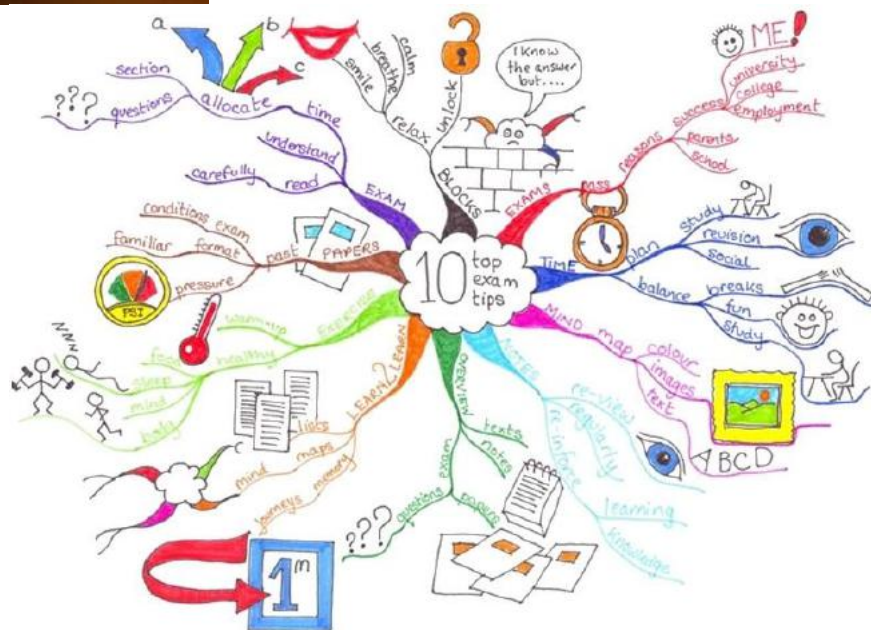 10 top
exam
tips
EXAMS
pass
reasons
success
ME!
university
college
employment
parents
school
TIME
plan
study
revision
social
balance
breaks
fun
study
MIND map
colour
images
text
ABCD
NOTES
re-view
regularly
re-inforce
learning
knowledge
OVERVIEW
texts
notes
exam
papers
questions
???
LEARN 2 LEARN
lists
mind maps
memory
journeys
1
EXERCISE
warm-up
healthy
food
sleep
mind
body
NNN
PAPERS
past
conditions exam
familiar format
pressure
PSI
EXAM
time
allocate
section
questions
???
a
b
c
understand
read
carefully
BLOCKS
relax
smile
breathe
calm
unlock
I know
the answer
but....